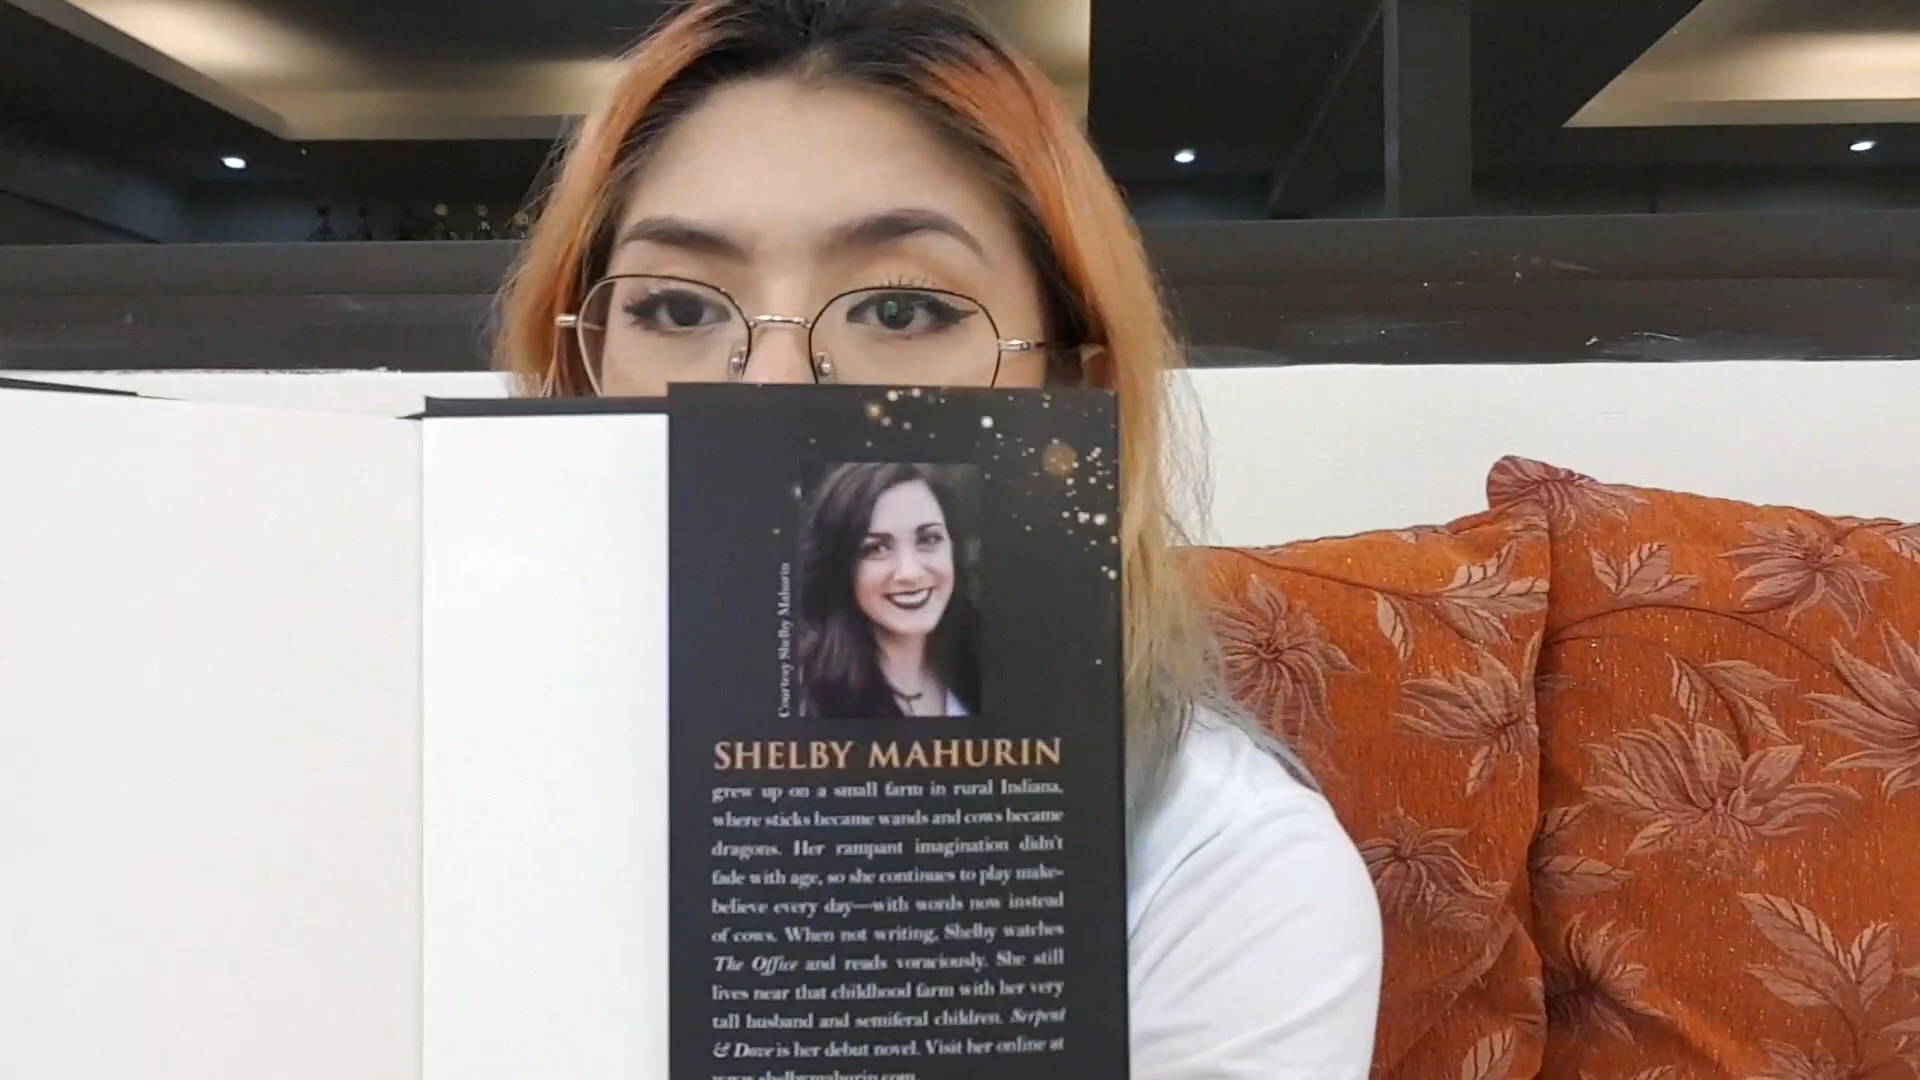 Courtesy Shelby Mahurin
SHELBY MAHURIN
grew up on a small farm in rural Indiana,
where sticks became wands and cows became
dragons. Her rampant imagination didn't
fade with age, so she continues to play make-
believe every day—with words now instead
of cows. When not writing, Shelby watches
The Office and reads voraciously. She still
lives near that childhood farm with her very
tall husband and semiferal children. Serpent
& Dove is her debut novel. Visit her online at
www.shelbymahurin.com